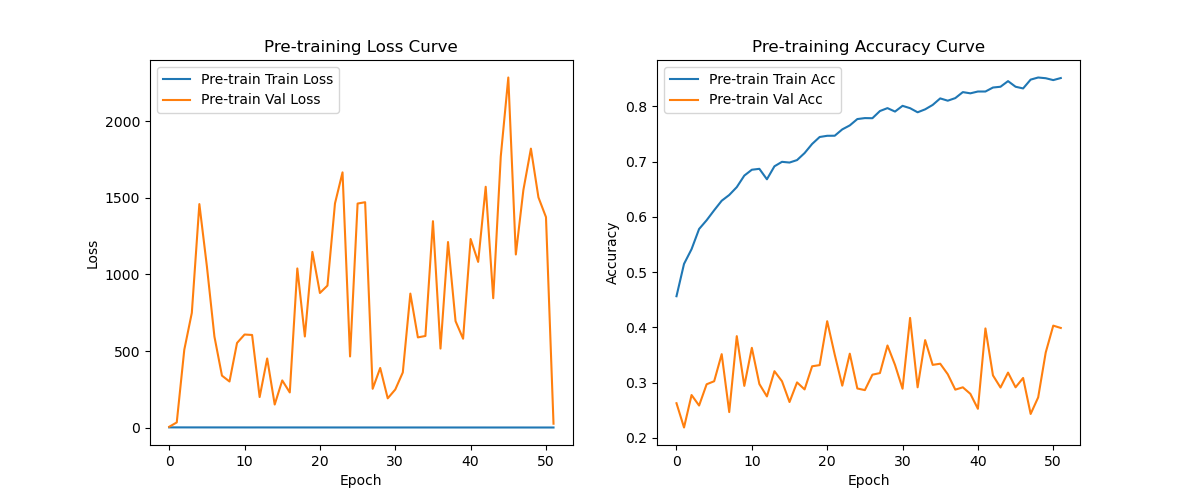 Pre-training Loss Curve
Pre-train Train Loss
Pre-train Val Loss
2000
1500
1000
500
0
Loss
0 10 20 30 40 50
Epoch
Pre-training Accuracy Curve
Pre-train Train Acc
Pre-train Val Acc
0.8
0.7
0.6
0.5
0.4
0.3
0.2
Accuracy
0 10 20 30 40 50
Epoch